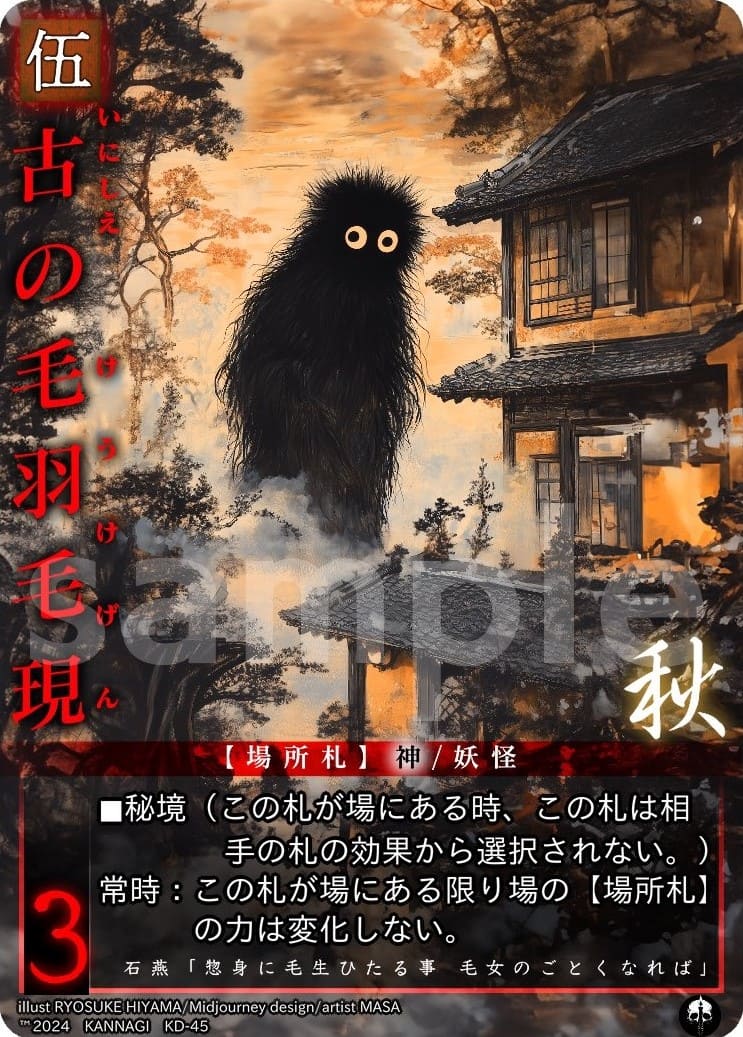 伍
古の毛羽毛現
いにしえ
けうけげん
sample
秋
【場所札】神/妖怪
■秘境（この札が場にある時、この札は相
手の札の効果から選択されない。）
常時：この札が場にある限り場の【場所札】
の力は変化しない。
3
石燕「惣身に毛生ひたる事 毛女のごとくなれば」
illust RYOSUKE HIYAMA/Midjourney design/artist MASA
™2024 KANNAGI KD-45